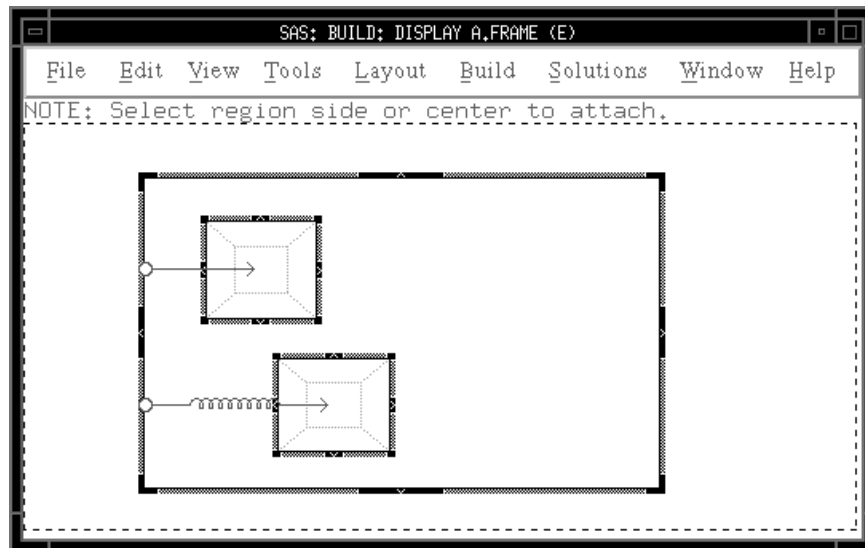 SAS: BUILD: DISPLAY A.FRAME (E)
File Edit View Tools Layout Build Solutions Window Help
NOTE: Select region side or center to attach.